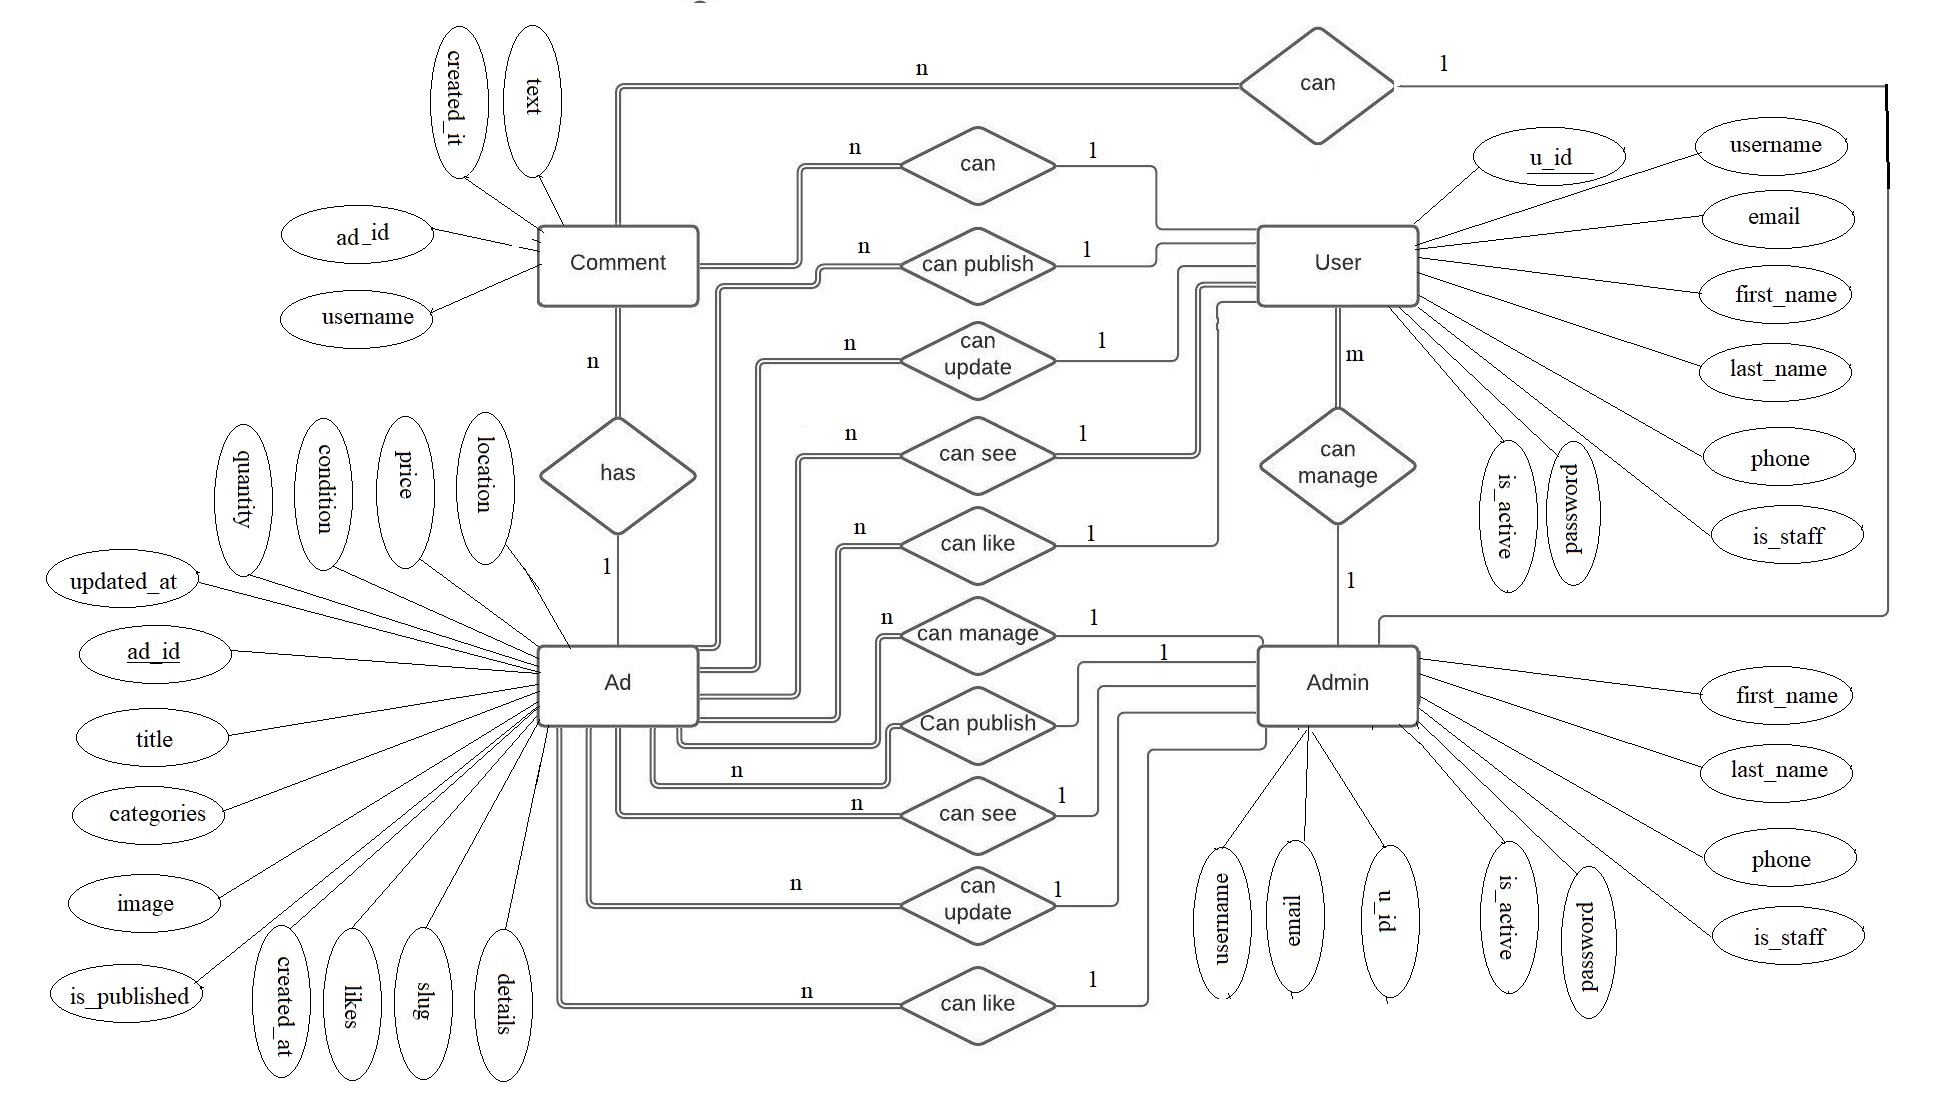 created_it
text
n
can
1
n
can
1
u_id
username
ad_id
Comment
n
can publish
1
User
email
username
first_name
n
can
update
1
n
m
last_name
n
can see
1
can
manage
phone
quantity
condition
price
location
has
is_active
password
is_staff
n
can like
1
updated_at
1
1
ad_id
n
can manage
1
1
Ad
Admin
first_name
title
Can publish
n
last_name
categories
n
can see
1
phone
image
n
can
update
1
username
email
u_id
is_active
password
is_staff
is_published
created_at
likes
slug
details
n
can like
1